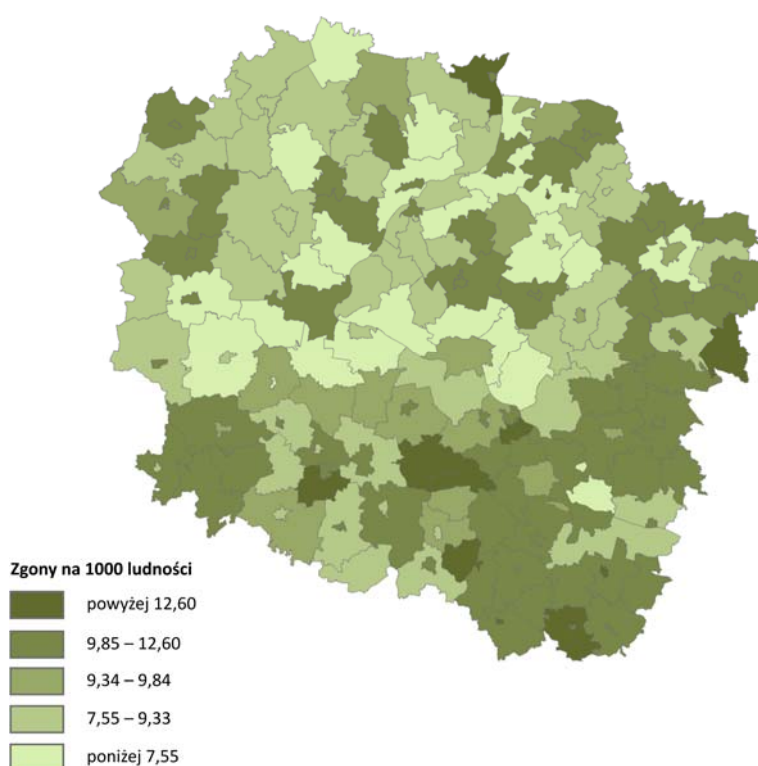 Zgony na 1000 ludności
powyżej 12,60
9,85 – 12,60
9,34 – 9,84
7,55 – 9,33
poniżej 7,55